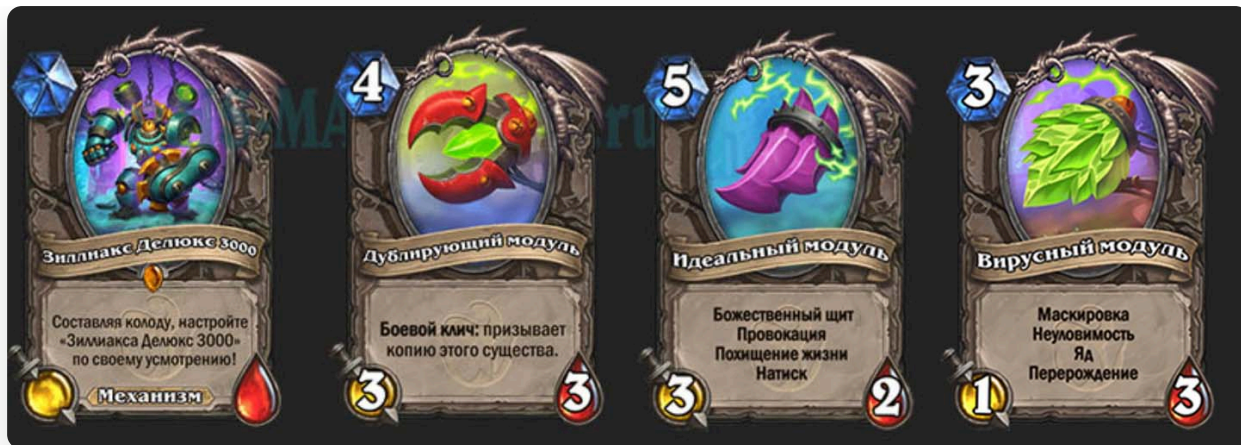 Зиллиакс Делюкс 3000
Составляя колоду, настройте
«Зиллиакса Делюкс 3000»
по своему усмотрению!
Механизм
4
Дублирующий модуль
Боевой клич: призывает
копию этого существа.
3
3
5
Идеальный модуль
Божественный щит
Провокация
Похищение жизни
Натиск
3
2
3
Вирусный модуль
Маскировка
Неуловимость
Яд
Перерождение
1
3